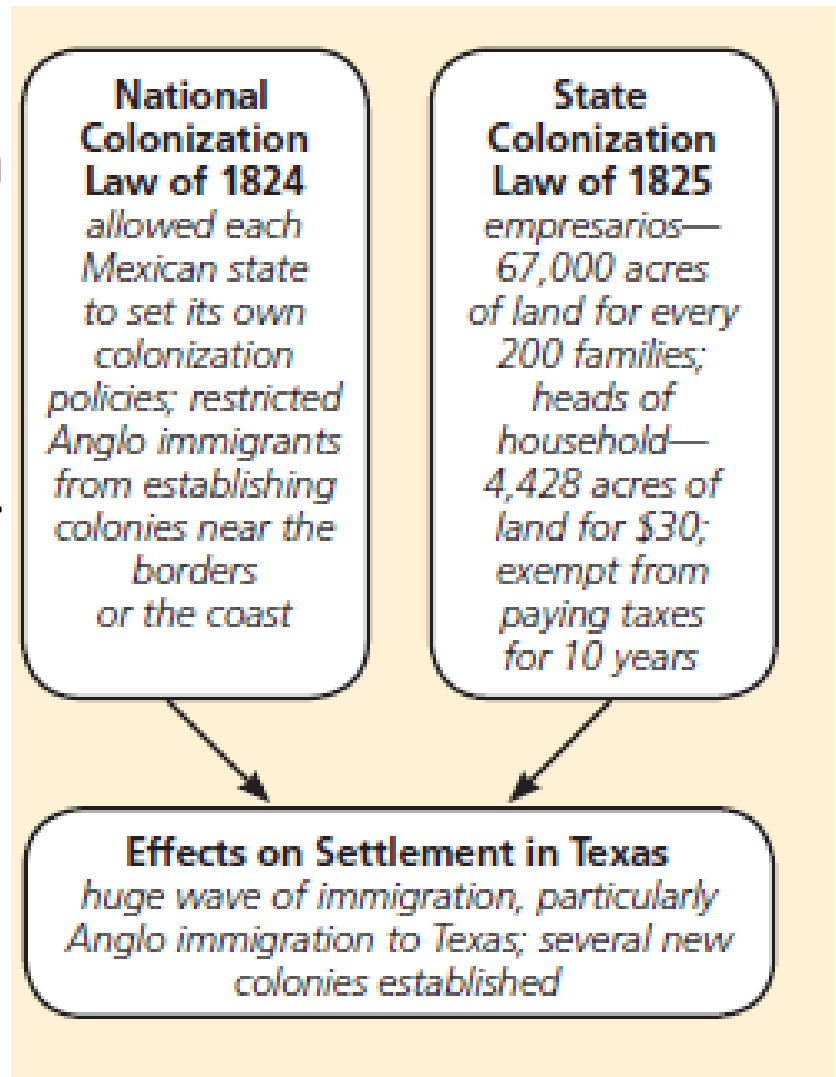 National
Colonization
Law of 1824
allowed each
Mexican state
to set its own
colonization
policies; restricted
Anglo immigrants
from establishing
colonies near the
borders
or the coast
State
Colonization
Law of 1825
empresarios—
67,000 acres
of land for every
200 families;
heads of
household—
4,428 acres of
land for $30;
exempt from
paying taxes
for 10 years
Effects on Settlement in Texas
huge wave of immigration, particularly
Anglo immigration to Texas; several new
colonies established